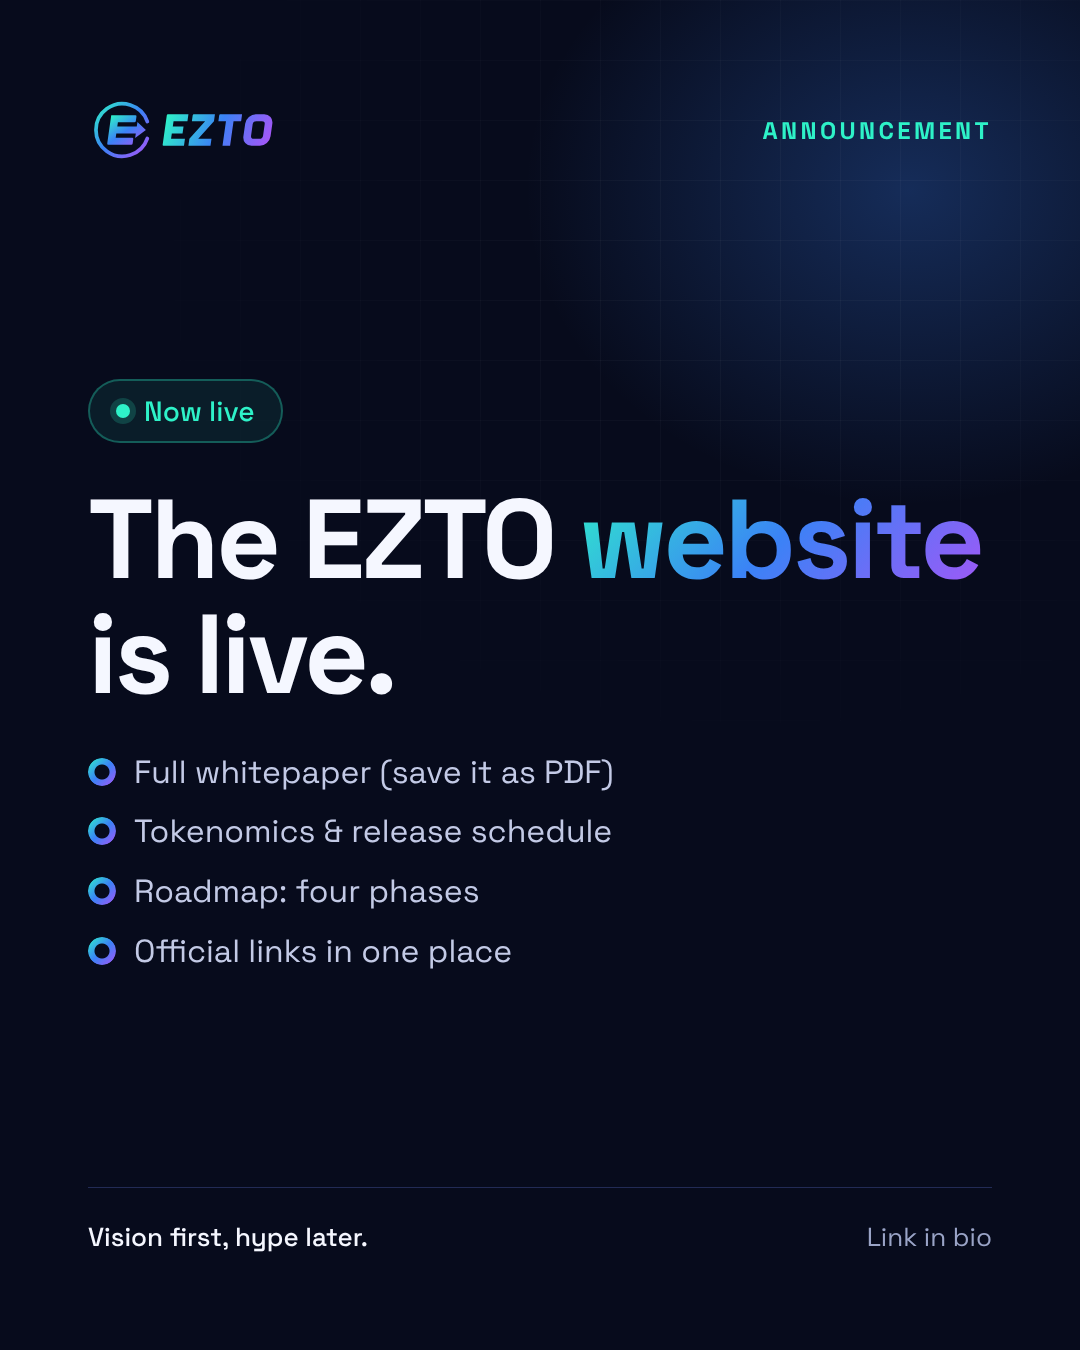 EZTO
ANNOUNCEMENT
Now live
The EZTO website
is live.
Full whitepaper (save it as PDF)
Tokenomics & release schedule
Roadmap: four phases
Official links in one place
Vision first, hype later.
Link in bio